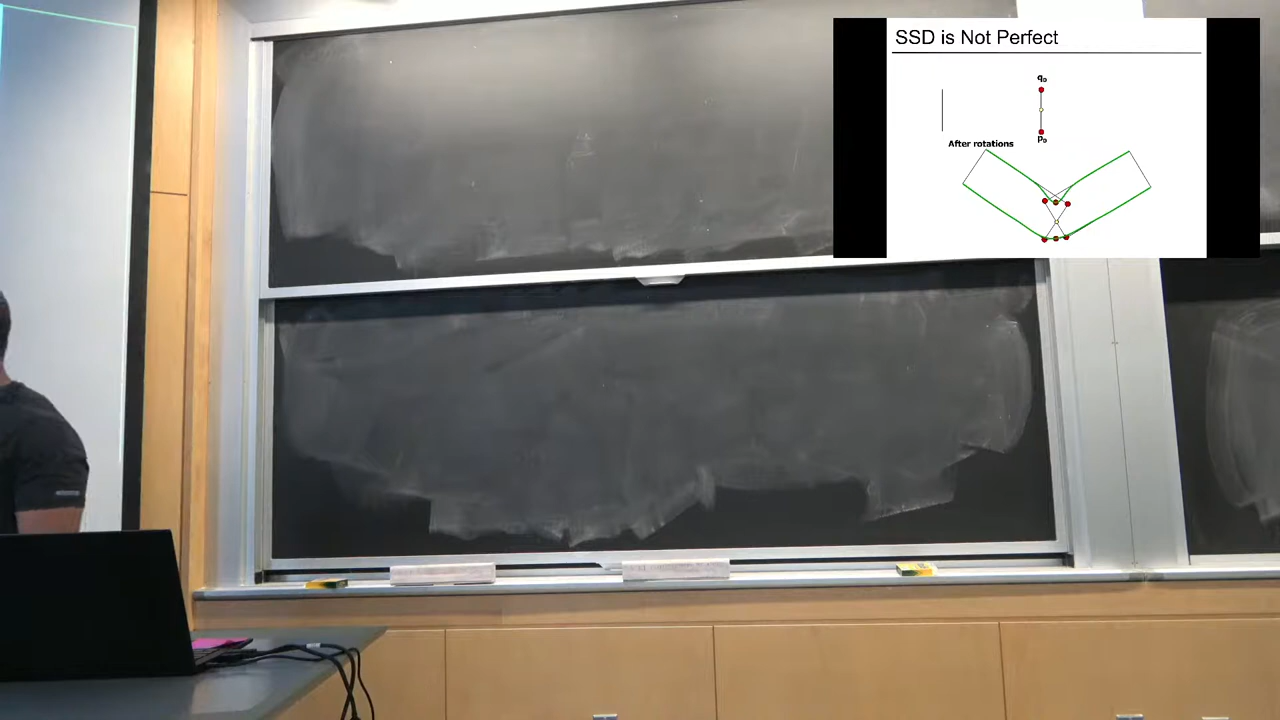 SSD is Not Perfect
q₀
p₀
After rotations